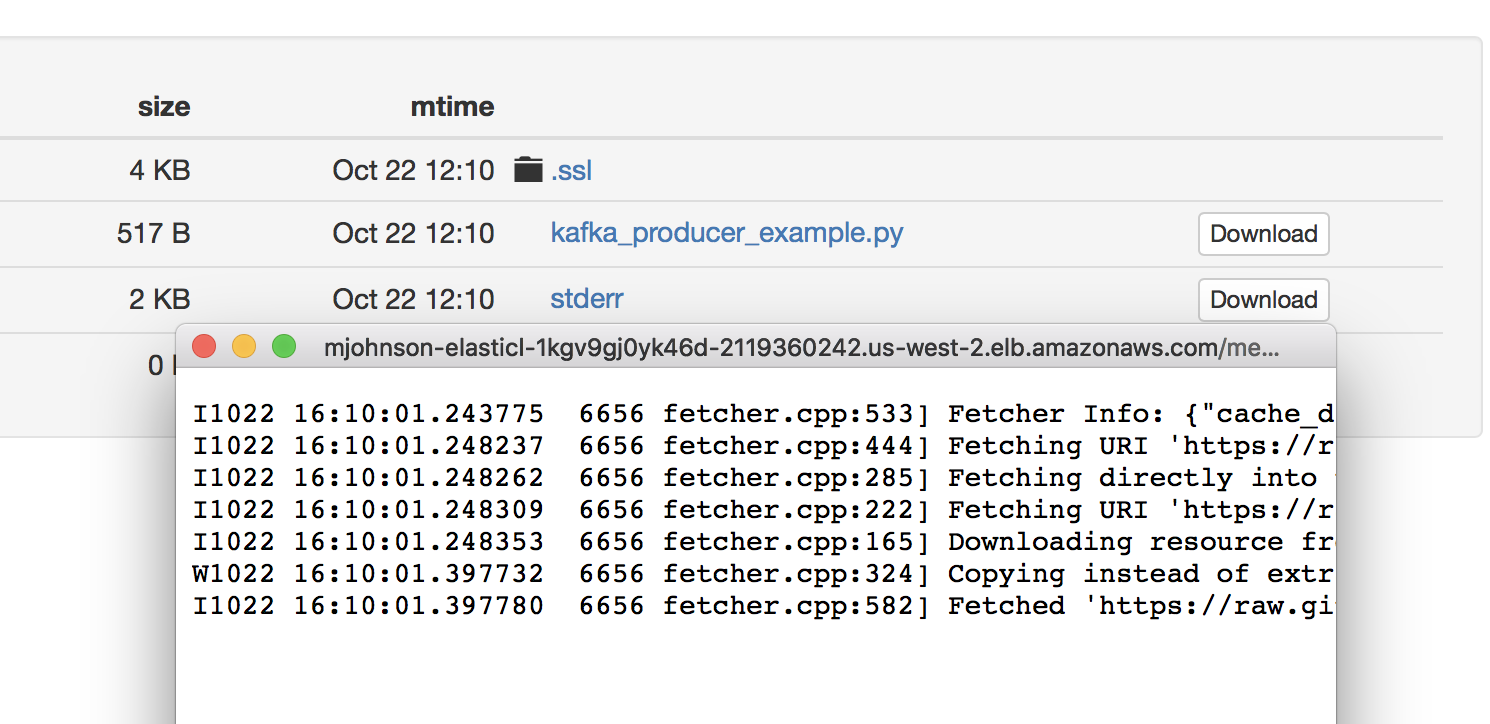 size mtime
4 KB Oct 22 12:10 .ssl
517 B Oct 22 12:10 kafka_producer_example.py Download
2 KB Oct 22 12:10 stderr Download
0
mjohnson-elasticl-1kgv9gj0yk46d-2119360242.us-west-2.elb.amazonaws.com/me...
I1022 16:10:01.243775 6656 fetcher.cpp:533] Fetcher Info: {"cache_d
I1022 16:10:01.248237 6656 fetcher.cpp:444] Fetching URI 'https://r
I1022 16:10:01.248262 6656 fetcher.cpp:285] Fetching directly into
I1022 16:10:01.248309 6656 fetcher.cpp:222] Fetching URI 'https://r
I1022 16:10:01.248353 6656 fetcher.cpp:165] Downloading resource fr
W1022 16:10:01.397732 6656 fetcher.cpp:324] Copying instead of extr
I1022 16:10:01.397780 6656 fetcher.cpp:582] Fetched 'https://raw.gi